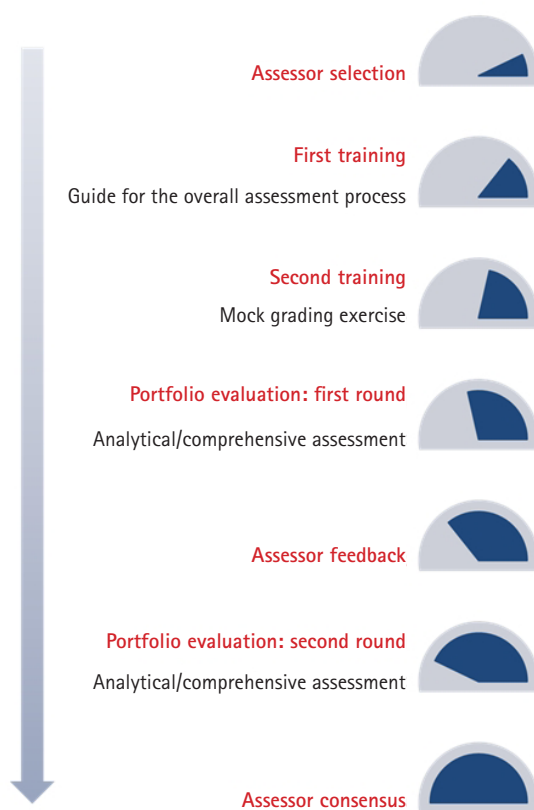 Assessor selection
First training
Guide for the overall assessment process
Second training
Mock grading exercise
Portfolio evaluation: first round
Analytical/comprehensive assessment
Assessor feedback
Portfolio evaluation: second round
Analytical/comprehensive assessment
Assessor consensus